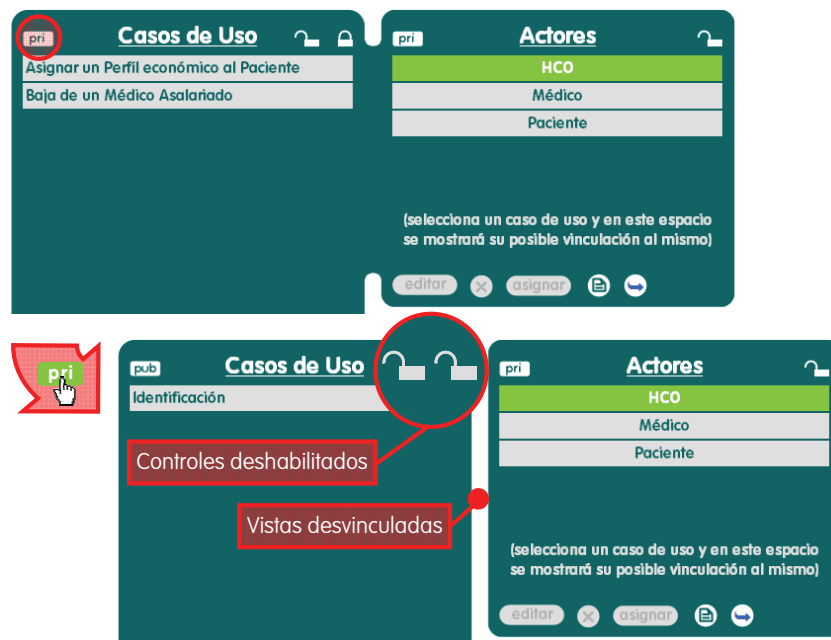 pri
Casos de Uso
Asignar un Perfil económico al Paciente
Baja de un Médico Asalariado
pri
Actores
HCO
Médico
Paciente
(selecciona un caso de uso y en este espacio
se mostrará su posible vinculación al mismo)
editar
asignar
pri
pub
Casos de Uso
Identificación
Controles deshabilitados
Vistas desvinculadas
pri
Actores
HCO
Médico
Paciente
(selecciona un caso de uso y en este espacio
se mostrará su posible vinculación al mismo)
editar
asignar